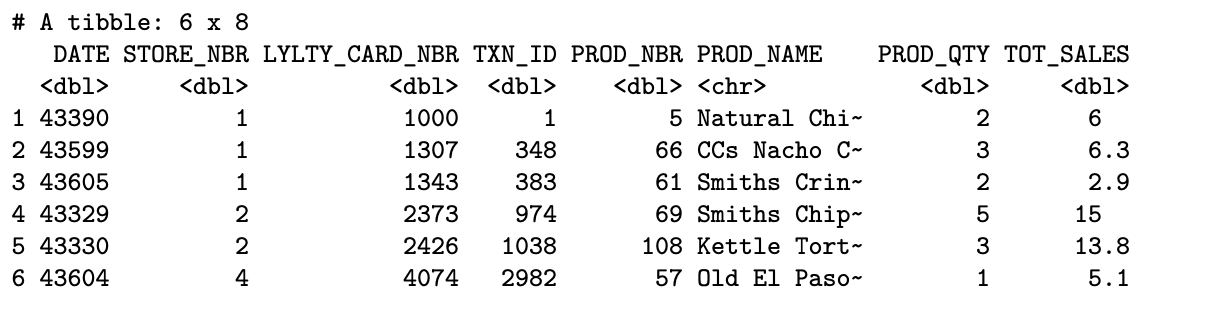 # A tibble: 6 x 8
DATE STORE_NBR LYLTY_CARD_NBR TXN_ID PROD_NBR PROD_NAME PROD_QTY TOT_SALES
<dbl> <dbl> <dbl> <dbl> <dbl> <chr> <dbl> <dbl>
1 43390 1 1000 1 5 Natural Chi~ 2 6
2 43599 1 1307 348 66 CCs Nacho C~ 3 6.3
3 43605 1 1343 383 61 Smiths Crin~ 2 2.9
4 43329 2 2373 974 69 Smiths Chip~ 5 15
5 43330 2 2426 1038 108 Kettle Tort~ 3 13.8
6 43604 4 4074 2982 57 Old El Paso~ 1 5.1